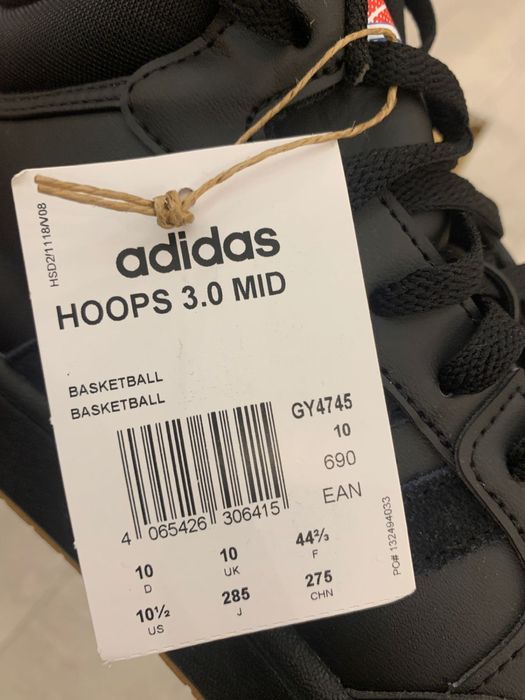 HSD2/1118/V08
adidas
HOOPS 3.0 MID
BASKETBALL
BASKETBALL
GY4745
10
690
EAN
4 065426 306415
10 10 44⅔
D UK F
10½ 285 275
US J CHN
PO# 132494033